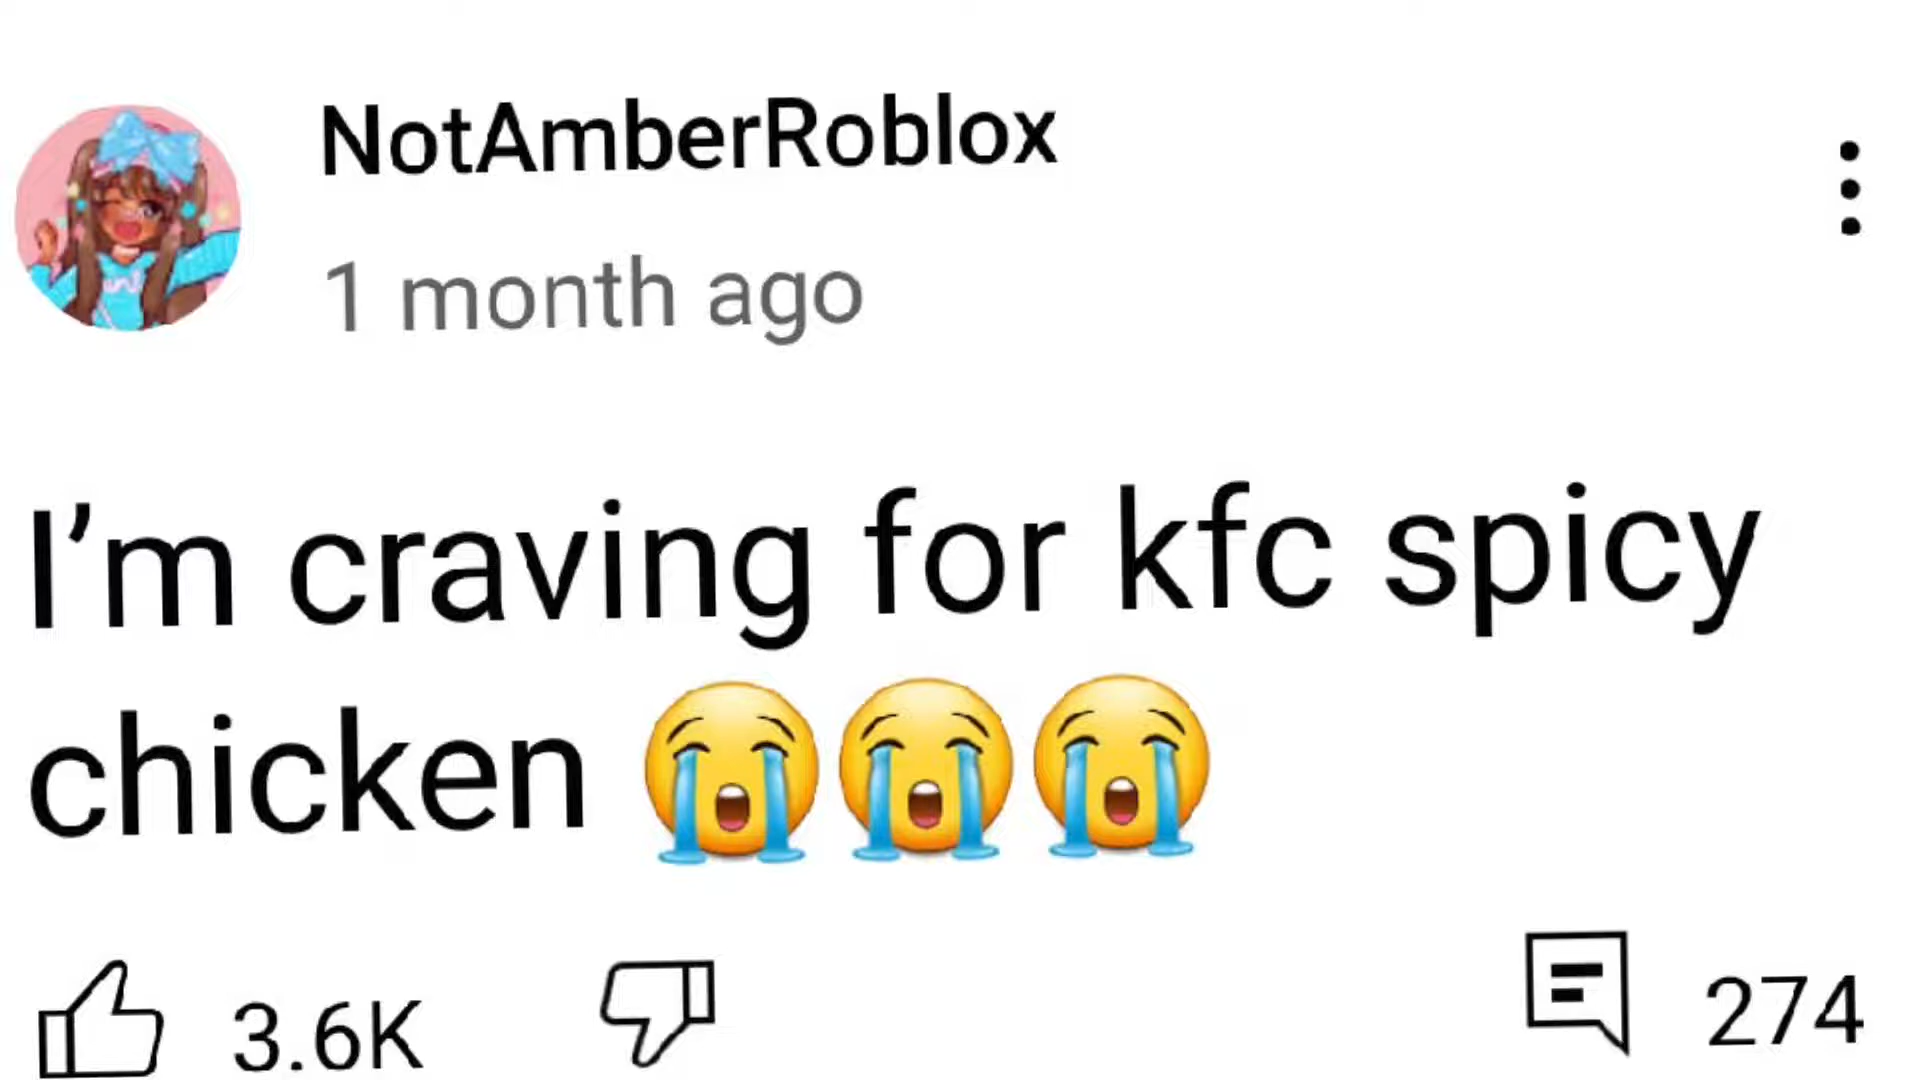 NotAmberRoblox
1 month ago
I’m craving for kfc spicy
chicken 😭😭😭
3.6K
274